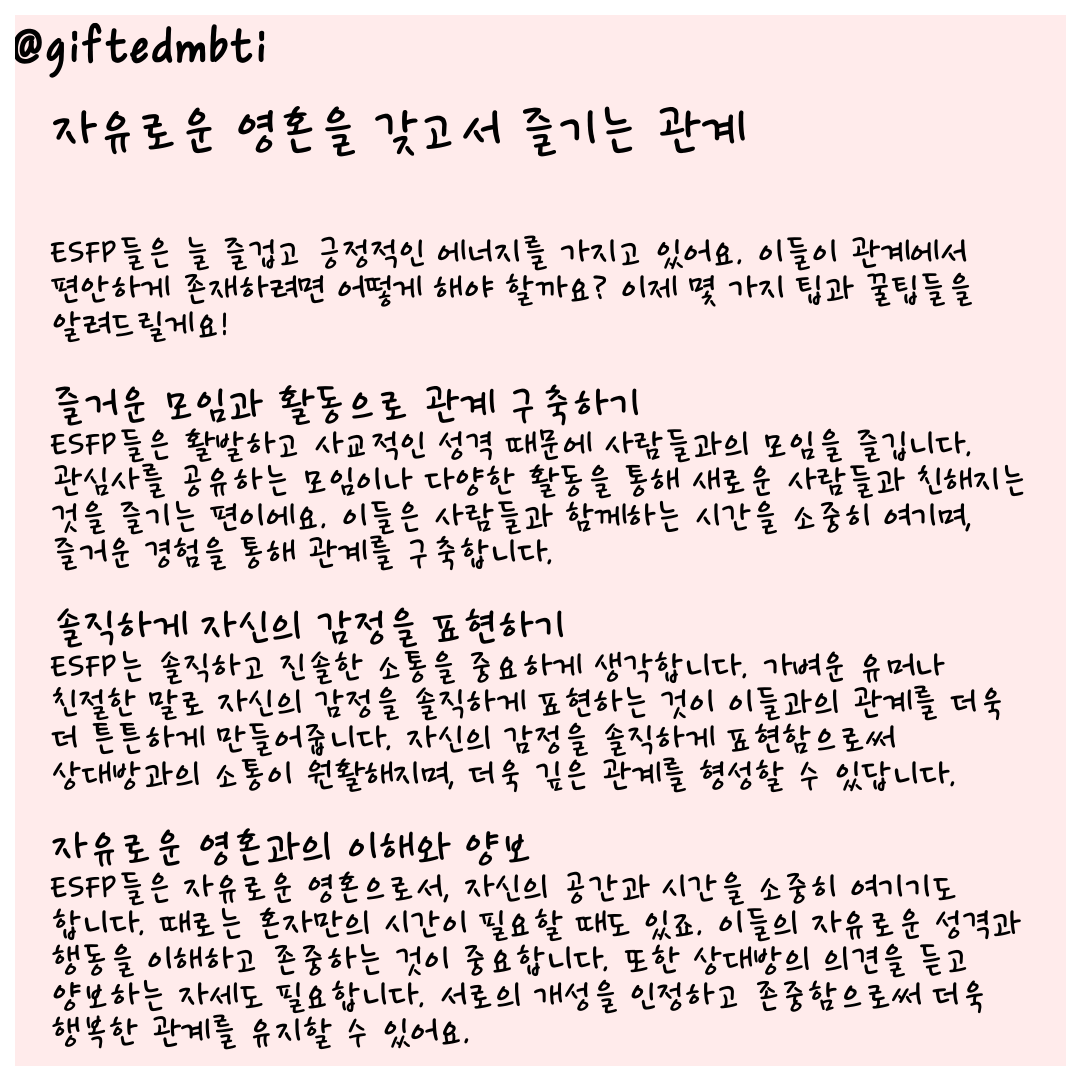 @giftedmbti
자유로운 영혼을 갖고서 즐기는 관계
ESFP들은 늘 즐겁고 긍정적인 에너지를 가지고 있어요. 이들이 관계에서
편안하게 존재하려면 어떻게 해야 할까요? 이제 몇 가지 팁과 꿀팁들을
알려드릴게요!
즐거운 모임과 활동으로 관계 구축하기
ESFP들은 활발하고 사교적인 성격 때문에 사람들과의 모임을 즐깁니다.
관심사를 공유하는 모임이나 다양한 활동을 통해 새로운 사람들과 친해지는
것을 즐기는 편이에요. 이들은 사람들과 함께하는 시간을 소중히 여기며,
즐거운 경험을 통해 관계를 구축합니다.
솔직하게 자신의 감정을 표현하기
ESFP는 솔직하고 진솔한 소통을 중요하게 생각합니다. 가벼운 유머나
친절한 말로 자신의 감정을 솔직하게 표현하는 것이 이들과의 관계를 더욱
더 튼튼하게 만들어줍니다. 자신의 감정을 솔직하게 표현함으로써
상대방과의 소통이 원활해지며, 더욱 깊은 관계를 형성할 수 있답니다.
자유로운 영혼과의 이해와 양보
ESFP들은 자유로운 영혼으로서, 자신의 공간과 시간을 소중히 여기기도
합니다. 때로는 혼자만의 시간이 필요할 때도 있죠. 이들의 자유로운 성격과
행동을 이해하고 존중하는 것이 중요합니다. 또한 상대방의 의견을 듣고
양보하는 자세도 필요합니다. 서로의 개성을 인정하고 존중함으로써 더욱
행복한 관계를 유지할 수 있어요.